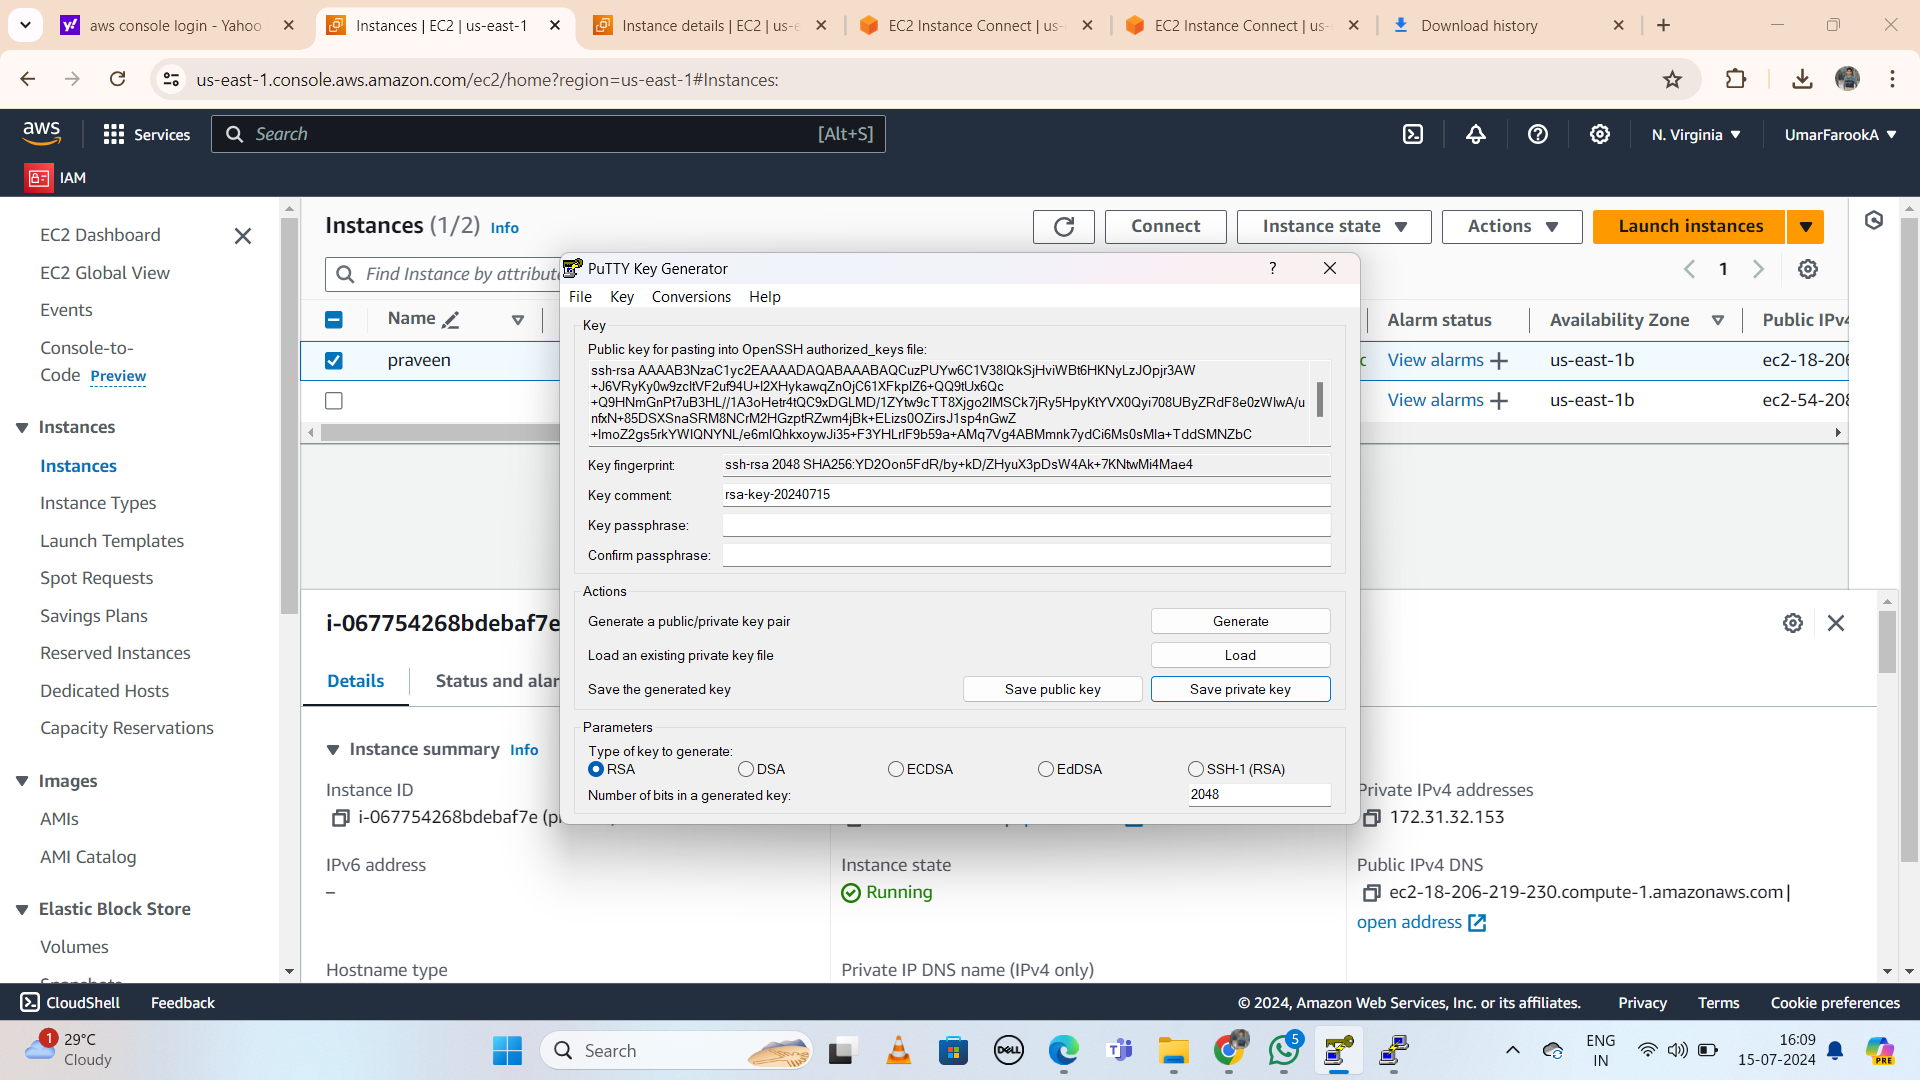 aws console login - Yahoo
Instances | EC2 | us-east-1
Instance details | EC2 | us-e
EC2 Instance Connect | us-
EC2 Instance Connect | us-
Download history
us-east-1.console.aws.amazon.com/ec2/home?region=us-east-1#Instances:
aws
Services
Search
[Alt+S]
N. Virginia
UmarFarookA
IAM
EC2 Dashboard
EC2 Global View
Events
Console-to-
Code Preview
Instances
Instances
Instance Types
Launch Templates
Spot Requests
Savings Plans
Reserved Instances
Dedicated Hosts
Capacity Reservations
Images
AMIs
AMI Catalog
Elastic Block Store
Volumes
Instances (1/2) Info
Connect
Instance state
Actions
Launch instances
Find Instance by attribute
1
Name
Alarm status
Availability Zone
Public IPv4
praveen
View alarms
us-east-1b
ec2-18-206
View alarms
us-east-1b
ec2-54-208
PuTTY Key Generator
?
File Key Conversions Help
Key
Public key for pasting into OpenSSH authorized_keys file:
ssh-rsa AAAAB3NzaC1yc2EAAAADAQABAAABAQCuzPUYw6C1V38lQkSjHviWBt6HKNyLzJOpjr3AW
+J6VRyKy0w9zcltVF2uf94U+l2XHykawqZnOjC61XFkplZ6+QQ9tUx6Qc
+Q9HNmGnPt7uB3HL//1A3oHetr4tQC9xDGLMD/1ZYtw9cTT8Xjgo2lMSCk7jRy5HpyKtYVX0Qyi708UByZRdF8e0zWIwA/u
nfxN+85DSXSnaSRM8NCrM2HGzptRZwm4jBk+ELizs0OZirsJ1sp4nGwZ
+ImoZ2gs5rkYWIQNYNL/e6mlQhkxoywJi35+F3YHLrlF9b59a+AMq7Vg4ABMmnk7ydCi6Ms0sMla+TddSMNZbC
Key fingerprint:
ssh-rsa 2048 SHA256:YD2Oon5FdR/by+kD/ZHyuX3pDsW4Ak+7KNtwMi4Mae4
Key comment:
rsa-key-20240715
Key passphrase:
Confirm passphrase:
Actions
Generate a public/private key pair
Generate
Load an existing private key file
Load
Save the generated key
Save public key
Save private key
Parameters
Type of key to generate:
RSA
DSA
ECDSA
EdDSA
SSH-1 (RSA)
Number of bits in a generated key:
2048
i-067754268bdebaf7e
Details
Status and alar
Instance summary Info
Instance ID
i-067754268bdebaf7e (p
Private IPv4 addresses
172.31.32.153
IPv6 address
–
Instance state
Running
Public IPv4 DNS
ec2-18-206-219-230.compute-1.amazonaws.com |
open address
Hostname type
Private IP DNS name (IPv4 only)
CloudShell
Feedback
© 2024, Amazon Web Services, Inc. or its affiliates.
Privacy
Terms
Cookie preferences
1
29°C
Cloudy
Search
DELL
5
ENG
IN
16:09
15-07-2024
PRE